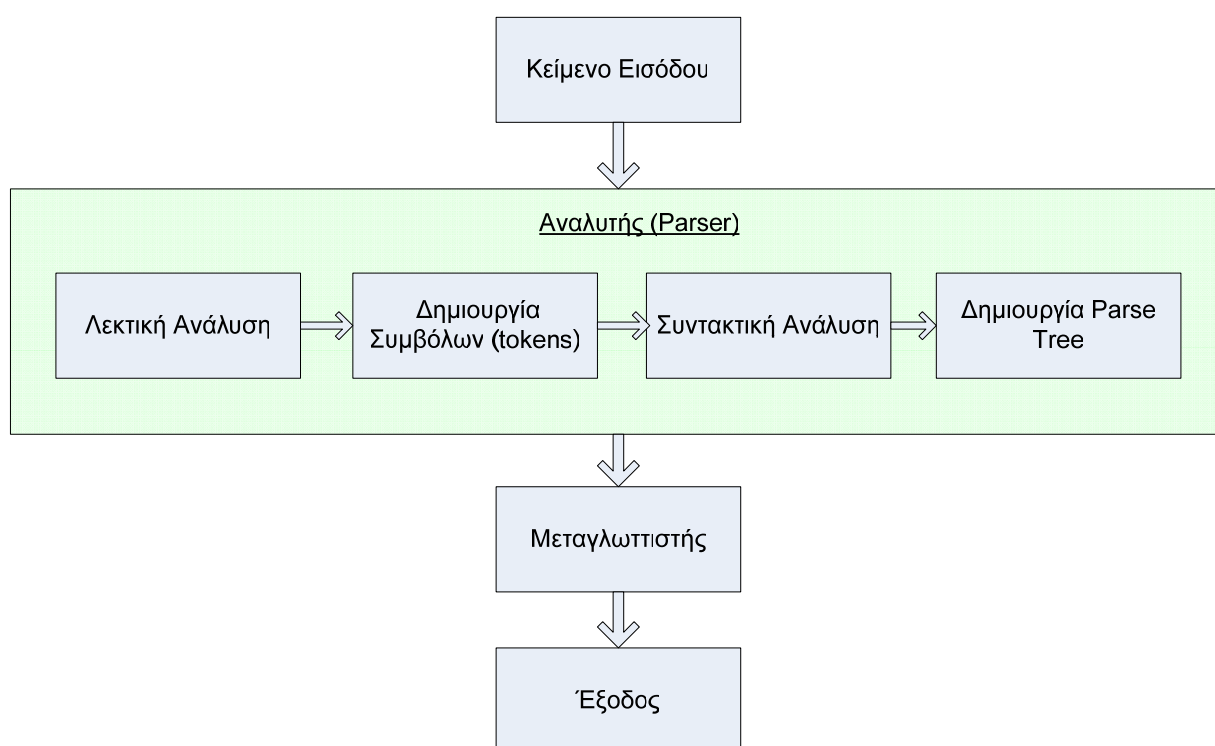 Κείμενο Εισόδου
Αναλυτής (Parser)
Λεκτική Ανάλυση
Δημιουργία
Συμβόλων (tokens)
Συντακτική Ανάλυση
Δημιουργία Parse
Tree
Μεταγλωττιστής
Έξοδος